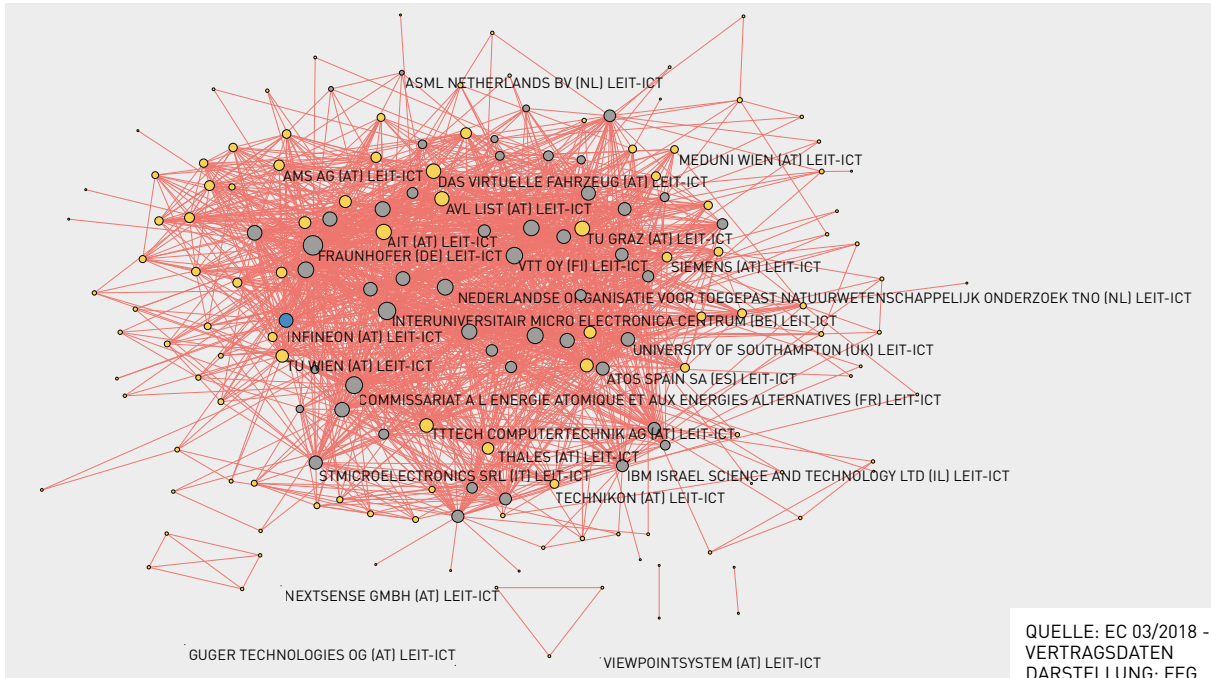 ASML NETHERLANDS BV (NL) LEIT-ICT
MEDUNI WIEN (AT) LEIT-ICT
AMS AG (AT) LEIT-ICT
DAS VIRTUELLE FAHRZEUG (AT) LEIT-ICT
AVL LIST (AT) LEIT-ICT
AIT (AT) LEIT-ICT
TU GRAZ (AT) LEIT-ICT
FRAUNHOFER (DE) LEIT-ICT
VTT OY (FI) LEIT-ICT
SIEMENS (AT) LEIT-ICT
NEDERLANDSE ORGANISATIE VOOR TOEGEPAST NATUURWETENSCHAPPELIJK ONDERZOEK TNO (NL) LEIT-ICT
INTERUNIVERSITAIR MICRO ELECTRONICA CENTRUM (BE) LEIT-ICT
INFINEON (AT) LEIT-ICT
UNIVERSITY OF SOUTHAMPTON (UK) LEIT-ICT
TU WIEN (AT) LEIT-ICT
ATOS SPAIN SA (ES) LEIT-ICT
COMMISSARIAT A L ENERGIE ATOMIQUE ET AUX ENERGIES ALTERNATIVES (FR) LEIT-ICT
TTTECH COMPUTERTECHNIK AG (AT) LEIT-ICT
THALES (AT) LEIT-ICT
STMICROELECTRONICS SRL (IT) LEIT-ICT
IBM ISRAEL SCIENCE AND TECHNOLOGY LTD (IL) LEIT-ICT
TECHNIKON (AT) LEIT-ICT
NEXTSENSE GMBH (AT) LEIT-ICT
GUGER TECHNOLOGIES OG (AT) LEIT-ICT
VIEWPOINTSYSTEM (AT) LEIT-ICT
QUELLE: EC 03/2018 -
VERTRAGSDATEN
DARSTELLUNG: FFG